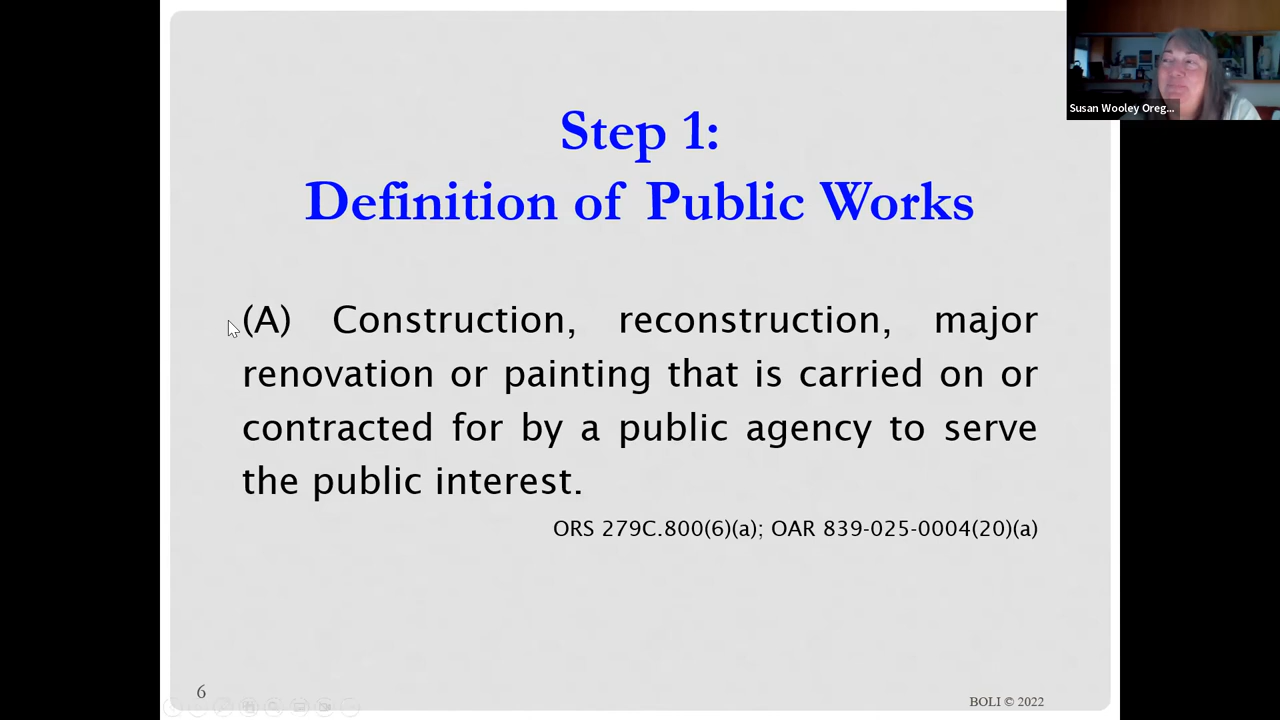 Susan Wooley Oreg...
Step 1:
Definition of Public Works
(A) Construction, reconstruction, major
renovation or painting that is carried on or
contracted for by a public agency to serve
the public interest.
ORS 279C.800(6)(a); OAR 839-025-0004(20)(a)
6
BOLI © 2022